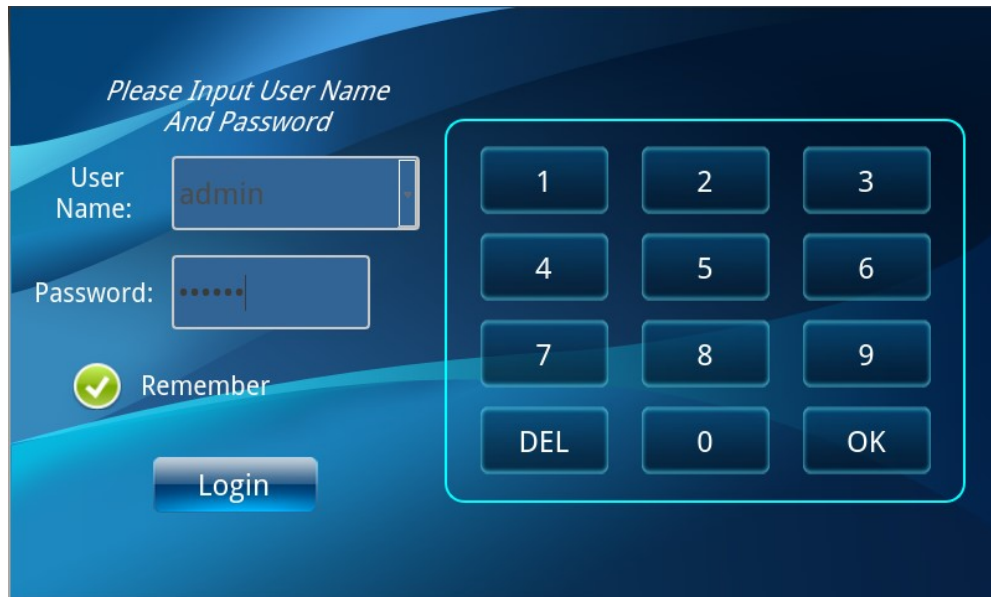 Please Input User Name
And Password
User
Name:
admin
Password:
••••••
Remember
Login
1 2 3
4 5 6
7 8 9
DEL 0 OK